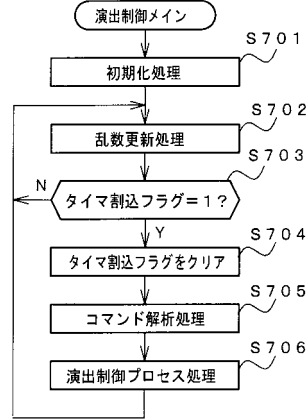 演出制御メイン
S701
初期化処理
S702
乱数更新処理
S703
N
タイマ割込フラグ=1?
Y
S704
タイマ割込フラグをクリア
S705
コマンド解析処理
S706
演出制御プロセス処理